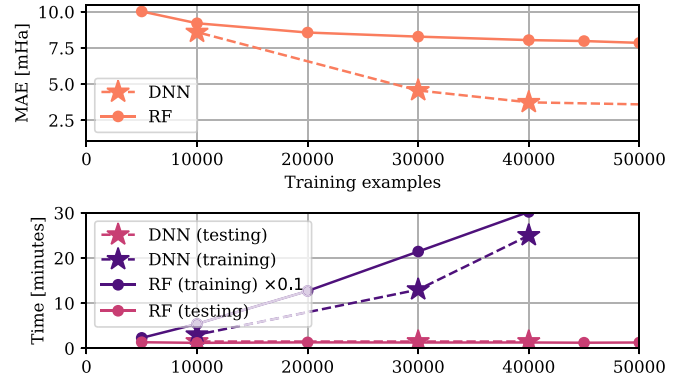 10.0
7.5
5.0
2.5
MAE [mHa]
DNN
RF
0 10000 20000 30000 40000 50000
Training examples
30
20
10
0
Time [minutes]
DNN (testing)
DNN (training)
RF (training) ×0.1
RF (testing)
0 10000 20000 30000 40000 50000